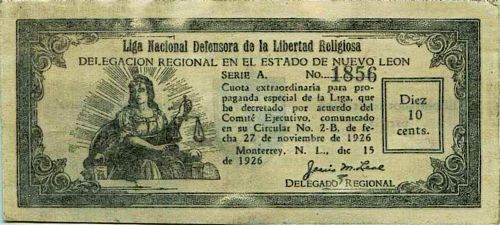 Liga Nacional Defensora de la Libertad Religiosa
DELEGACION REGIONAL EN EL ESTADO DE NUEVO LEON
SERIE A. No. 1856
Cuota extraordinaria para pro-
paganda especial de la Liga, que
he decretado por acuerdo del
Comité Ejecutivo, comunicado
en su Circular No. 2-B, de fe-
cha 27 de noviembre de 1926
Monterrey, N. L., dic 15
de 1926
Diez
10
cents.
Jesús M. Leal
DELEGADO REGIONAL